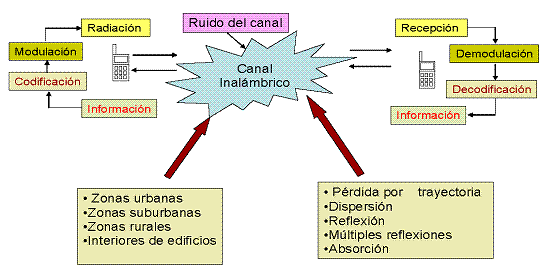 Ruido del canal
Radiación
Modulación
Codificación
Información
Canal
Inalámbrico
Recepción
Demodulación
Decodificación
Información
• Zonas urbanas
• Zonas suburbanas
• Zonas rurales
• Interiores de edificios
• Pérdida por trayectoria
• Dispersión
• Reflexión
• Múltiples reflexiones
• Absorción